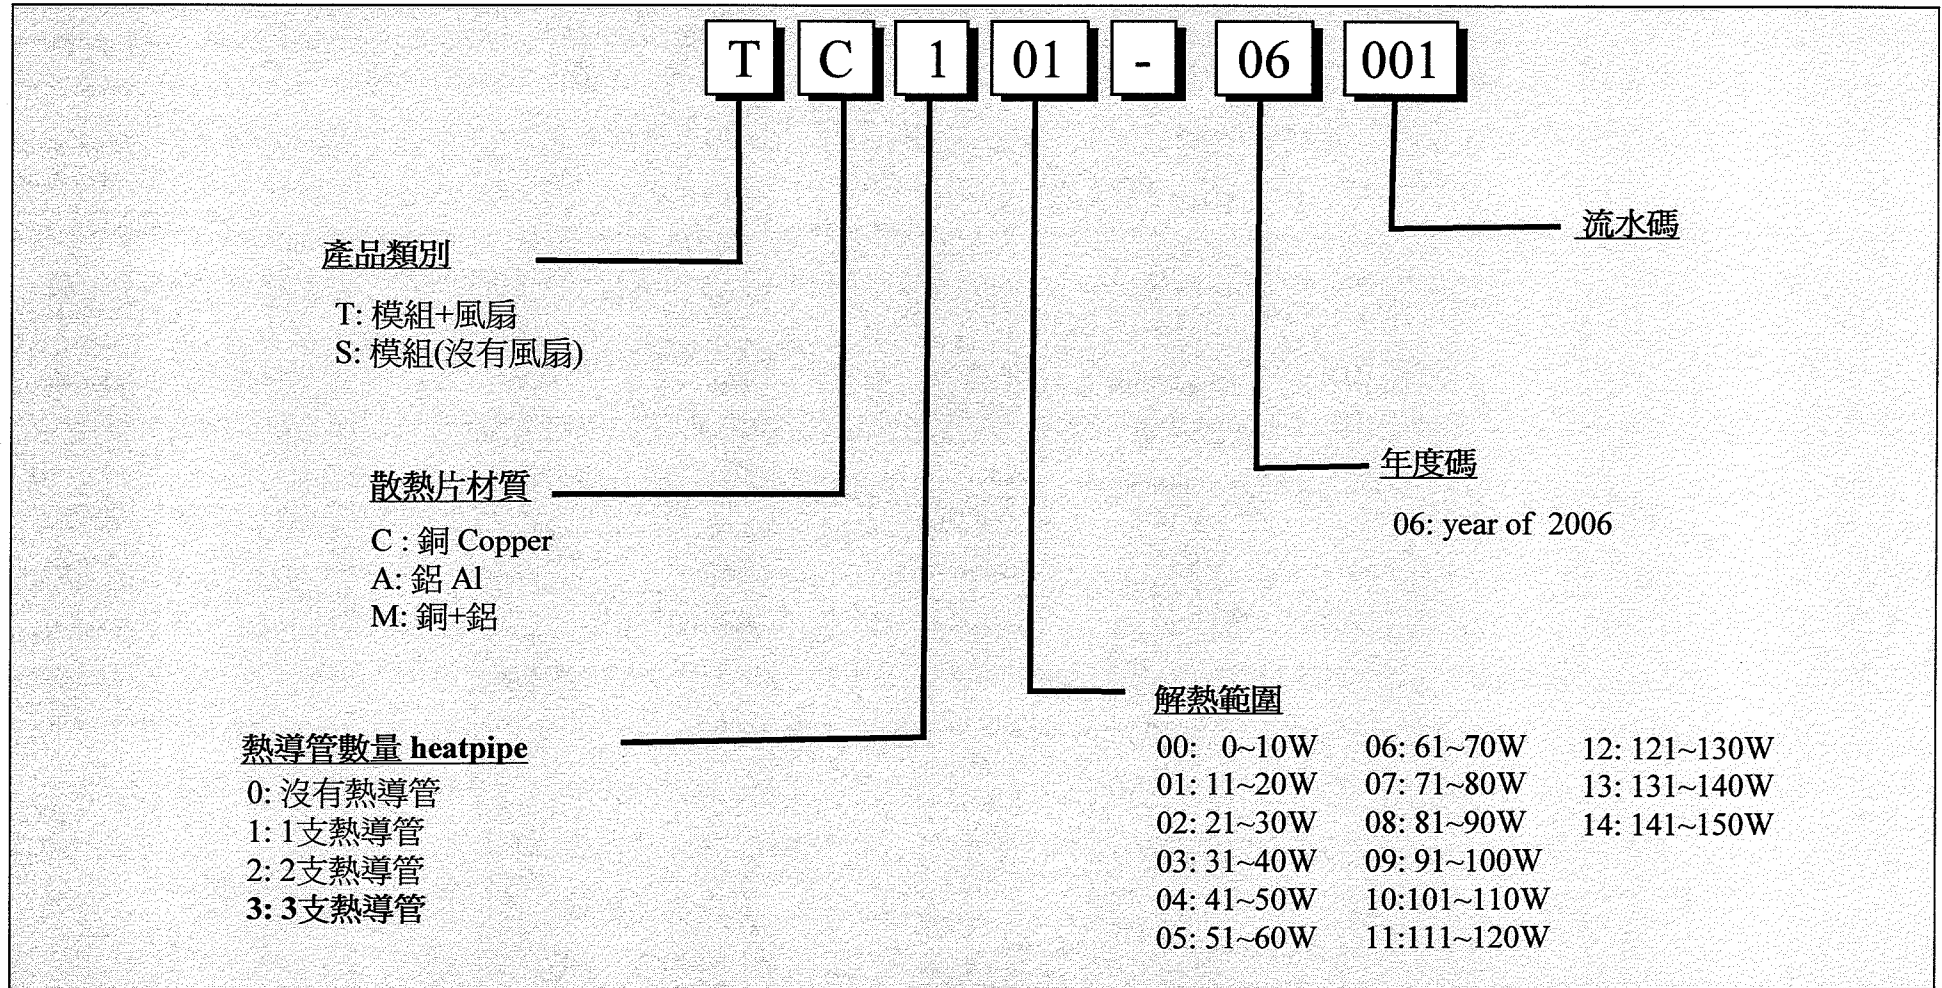 T C 1 01 - 06 001
流水碼
產品類別
T: 模組+風扇
S: 模組(沒有風扇)
年度碼
06: year of 2006
散熱片材質
C : 銅 Copper
A: 鋁 Al
M: 銅+鋁
熱導管數量 heatpipe
0: 沒有熱導管
1: 1支熱導管
2: 2支熱導管
3: 3支熱導管
解熱範圍
00: 0~10W 06: 61~70W 12: 121~130W
01: 11~20W 07: 71~80W 13: 131~140W
02: 21~30W 08: 81~90W 14: 141~150W
03: 31~40W 09: 91~100W
04: 41~50W 10:101~110W
05: 51~60W 11:111~120W